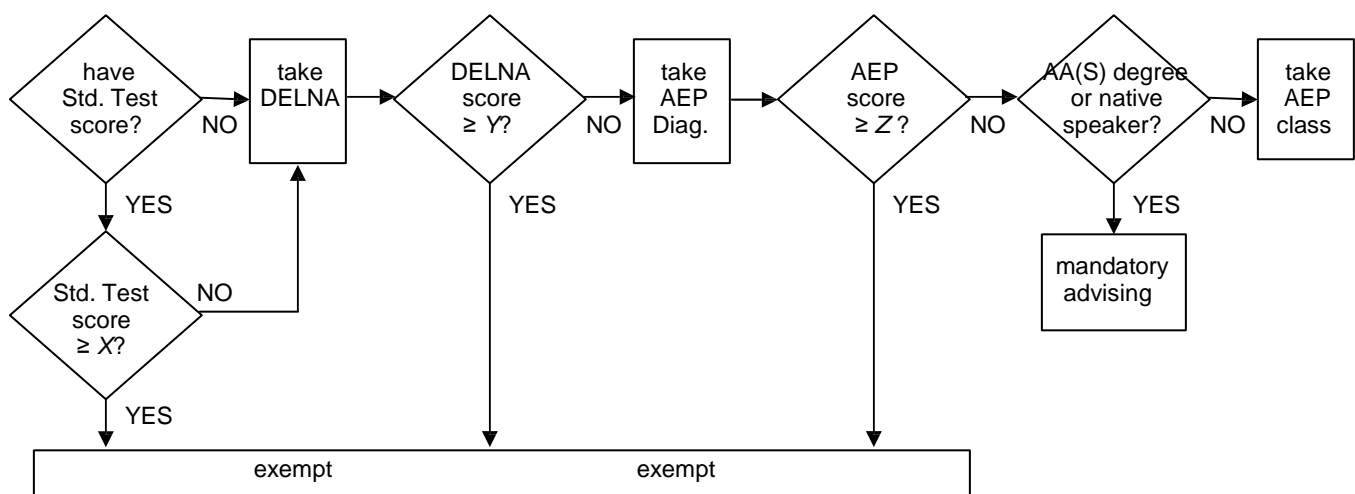 have
Std. Test
score?
NO
YES
take
DELNA
DELNA
score
≥ Y?
NO
YES
take
AEP
Diag.
AEP
score
≥ Z ?
NO
YES
AA(S) degree
or native
speaker?
NO
YES
take
AEP
class
mandatory
advising
Std. Test
score
≥ X?
NO
YES
exempt
exempt